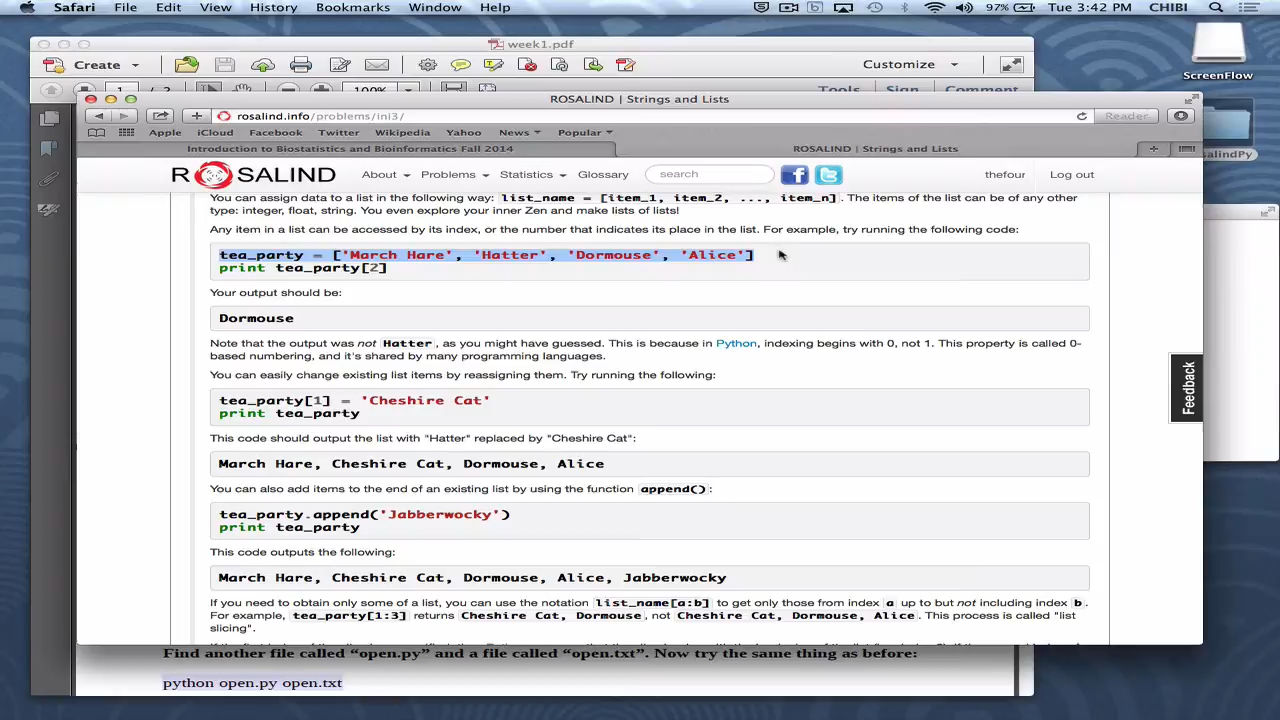 Safari File Edit View History Bookmarks Window Help 97% Tue 3:42 PM CHIBI
week1.pdf
Create Customize
1 / 2 100% Tools Sign Comment
ROSALIND | Strings and Lists
rosalind.info/problems/ini3/ Reader
Apple iCloud Facebook Twitter Wikipedia Yahoo News Popular
Introduction to Biostatistics and Bioinformatics Fall 2014 ROSALIND | Strings and Lists
ROSALIND About Problems Statistics Glossary search thefour Log out
You can assign data to a list in the following way: list_name = [item_1, item_2, ..., item_n]. The items of the list can be of any other
type: integer, float, string. You even explore your inner Zen and make lists of lists!
Any item in a list can be accessed by its index, or the number that indicates its place in the list. For example, try running the following code:
tea_party = ['March Hare', 'Hatter', 'Dormouse', 'Alice']
print tea_party[2]
Your output should be:
Dormouse
Note that the output was not Hatter, as you might have guessed. This is because in Python, indexing begins with 0, not 1. This property is called 0-
based numbering, and it's shared by many programming languages.
You can easily change existing list items by reassigning them. Try running the following:
tea_party[1] = 'Cheshire Cat'
print tea_party
This code should output the list with "Hatter" replaced by "Cheshire Cat":
March Hare, Cheshire Cat, Dormouse, Alice
You can also add items to the end of an existing list by using the function append():
tea_party.append('Jabberwocky')
print tea_party
This code outputs the following:
March Hare, Cheshire Cat, Dormouse, Alice, Jabberwocky
If you need to obtain only some of a list, you can use the notation list_name[a:b] to get only those from index a up to but not including index b.
For example, tea_party[1:3] returns Cheshire Cat, Dormouse, not Cheshire Cat, Dormouse, Alice. This process is called "list
slicing".
Feedback
Find another file called “open.py” and a file called “open.txt”. Now try the same thing as before:
python open.py open.txt
ScreenFlow
salindPy